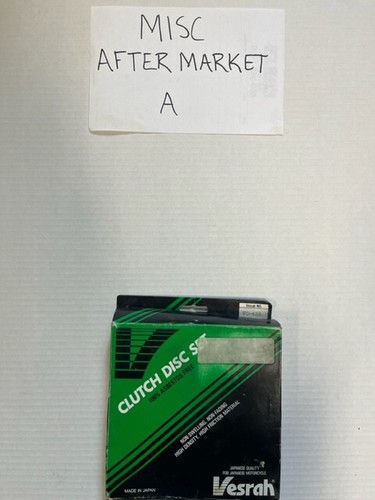 MISC
AFTER MARKET
A
CLUTCH DISC SET
100% ASBESTOS FREE
NON SWELLING, NON FADING
HIGH DENSITY, HIGH FRICTION MATERIAL
JAPANESE QUALITY
FOR JAPANESE MOTORCYCLE
MADE IN JAPAN
Vesrah